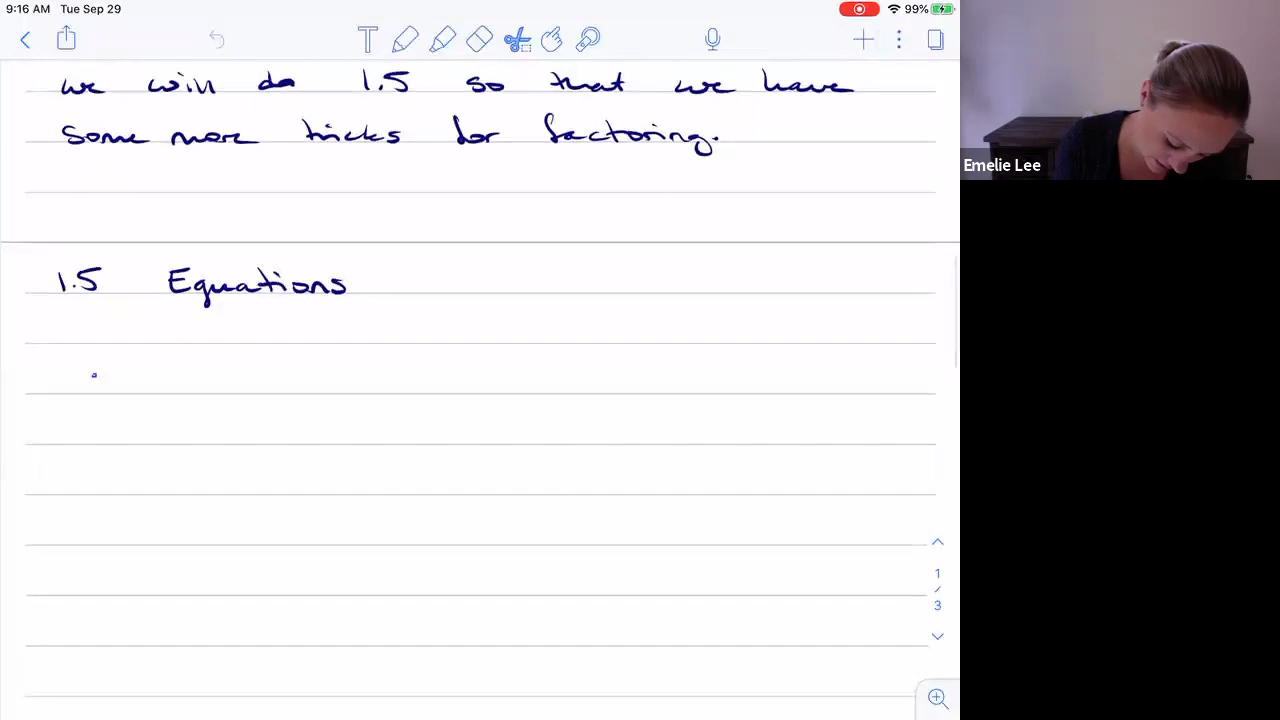 9:16 AM Tue Sep 29
99%
T
we will do 1.5 so that we have
some more tricks for factoring.
1.5 Equations
1
/
3
Emelie Lee